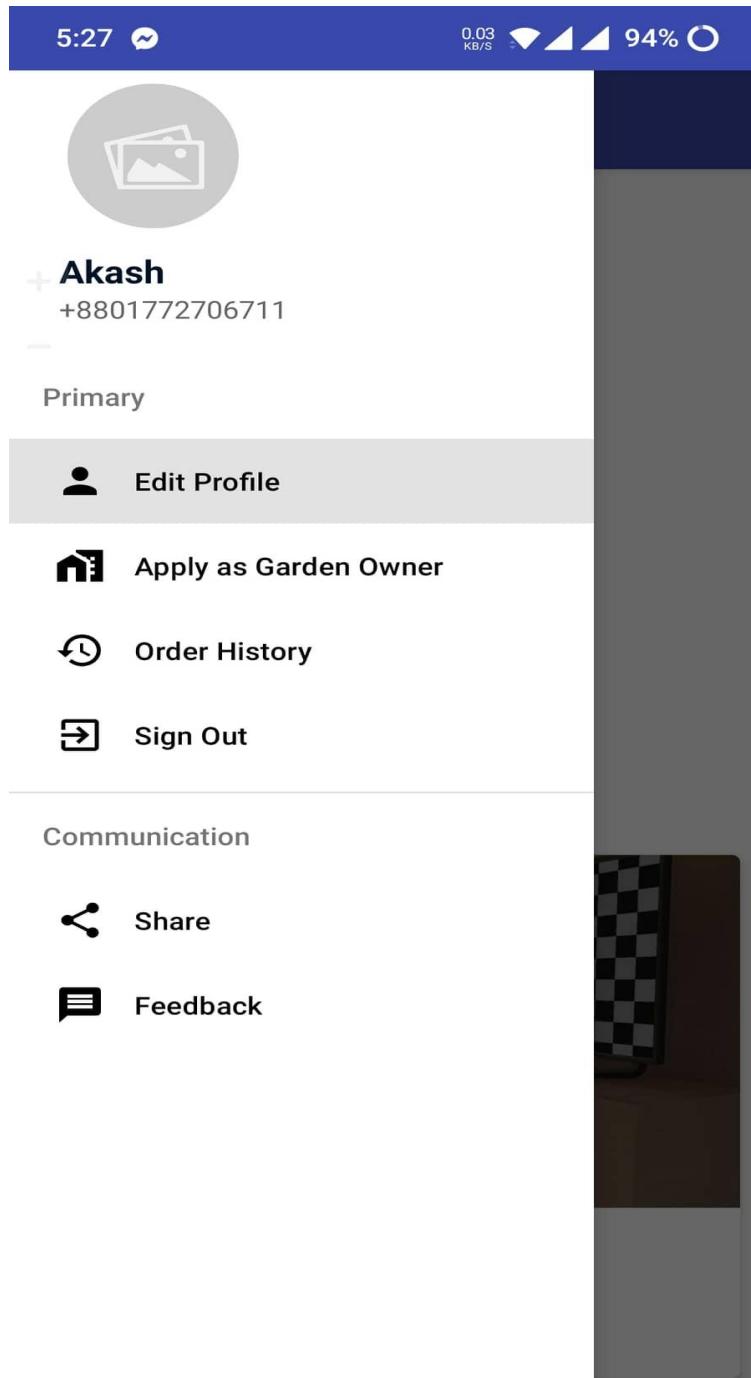 5:27
0.03
KB/S
94%
Akash
+8801772706711
Primary
Edit Profile
Apply as Garden Owner
Order History
Sign Out
Communication
Share
Feedback